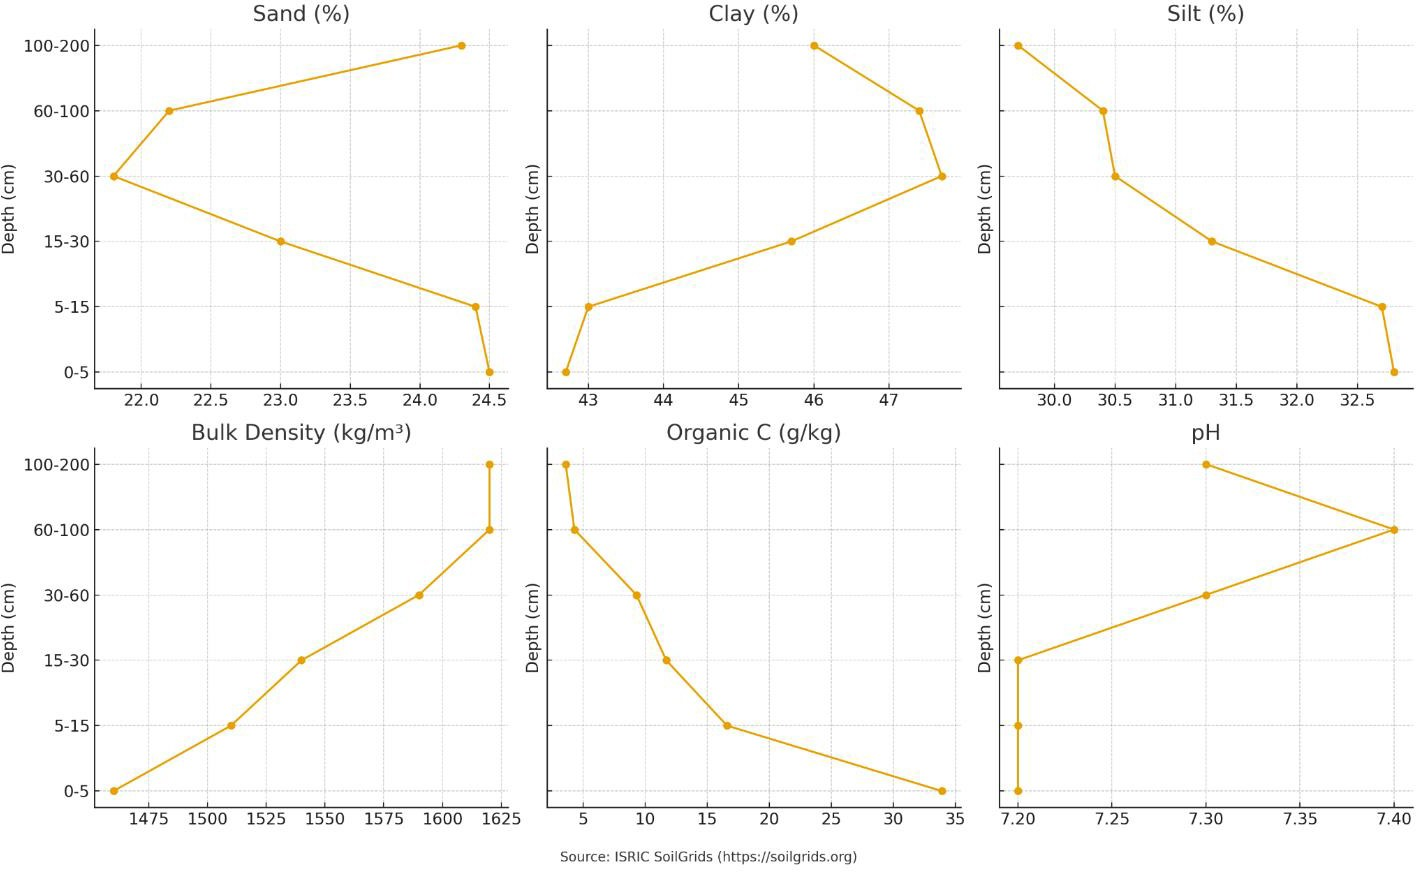 Sand (%)
Clay (%)
Silt (%)
Depth (cm)
100-200
60-100
30-60
15-30
5-15
0-5
22.0 22.5 23.0 23.5 24.0 24.5
Depth (cm)
43 44 45 46 47
Depth (cm)
30.0 30.5 31.0 31.5 32.0 32.5
Bulk Density (kg/m³)
Organic C (g/kg)
pH
Depth (cm)
100-200
60-100
30-60
15-30
5-15
0-5
1475 1500 1525 1550 1575 1600 1625
Depth (cm)
5 10 15 20 25 30 35
Depth (cm)
7.20 7.25 7.30 7.35 7.40
Source: ISRIC SoilGrids (https://soilgrids.org)